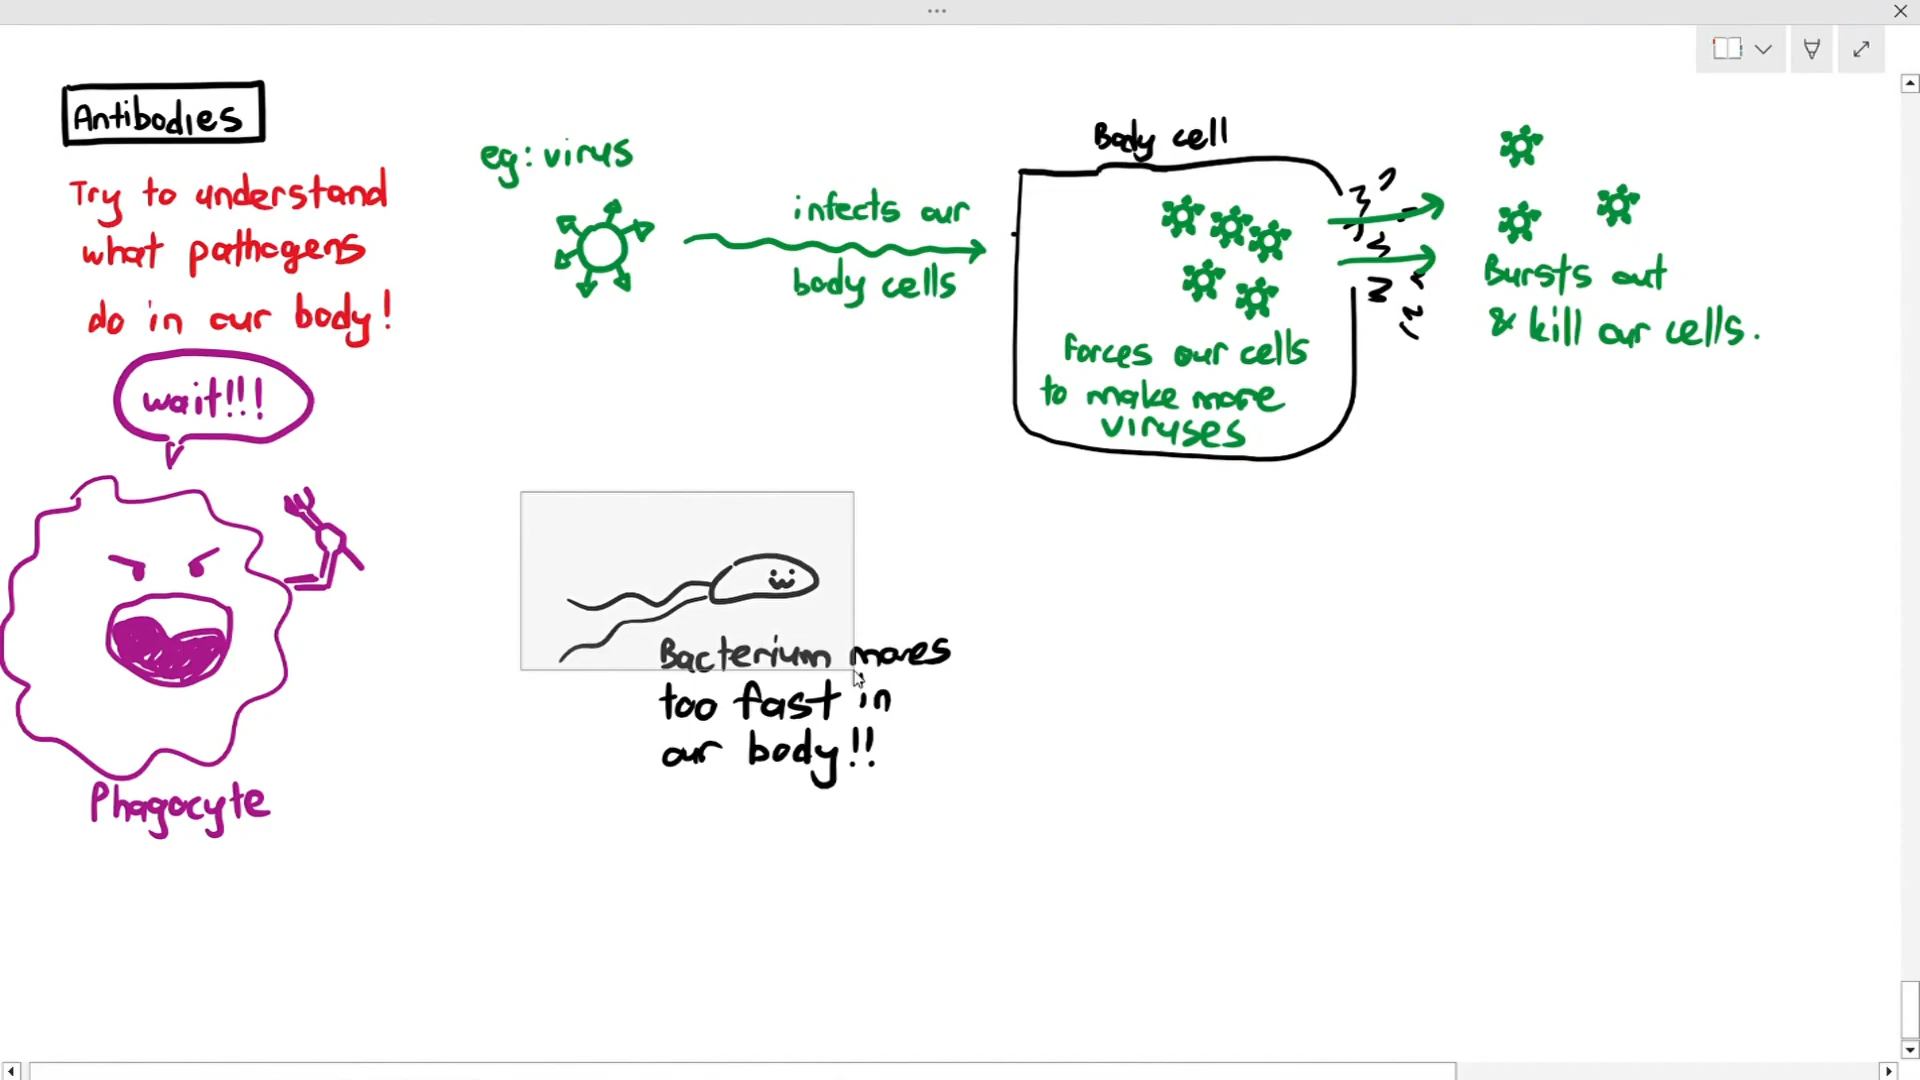 Antibodies
Try to understand
what pathogens
do in our body!
wait!!!
Phagocyte
eg: virus
infects our
body cells
Body cell
Forces our cells
to make more
viruses
Bursts out
& kill our cells.
Bacterium moves
too fast in
our body!!